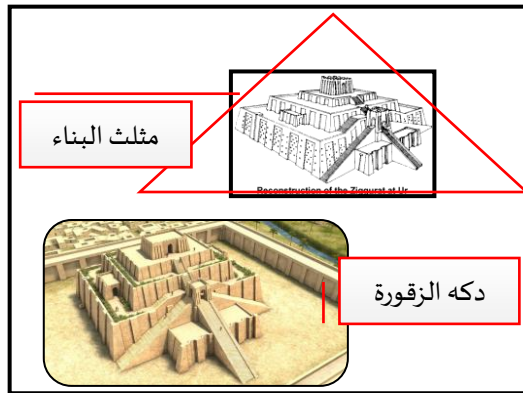 مثلث البناء
Reconstruction of the Ziggurat at Ur
دكه الزقورة